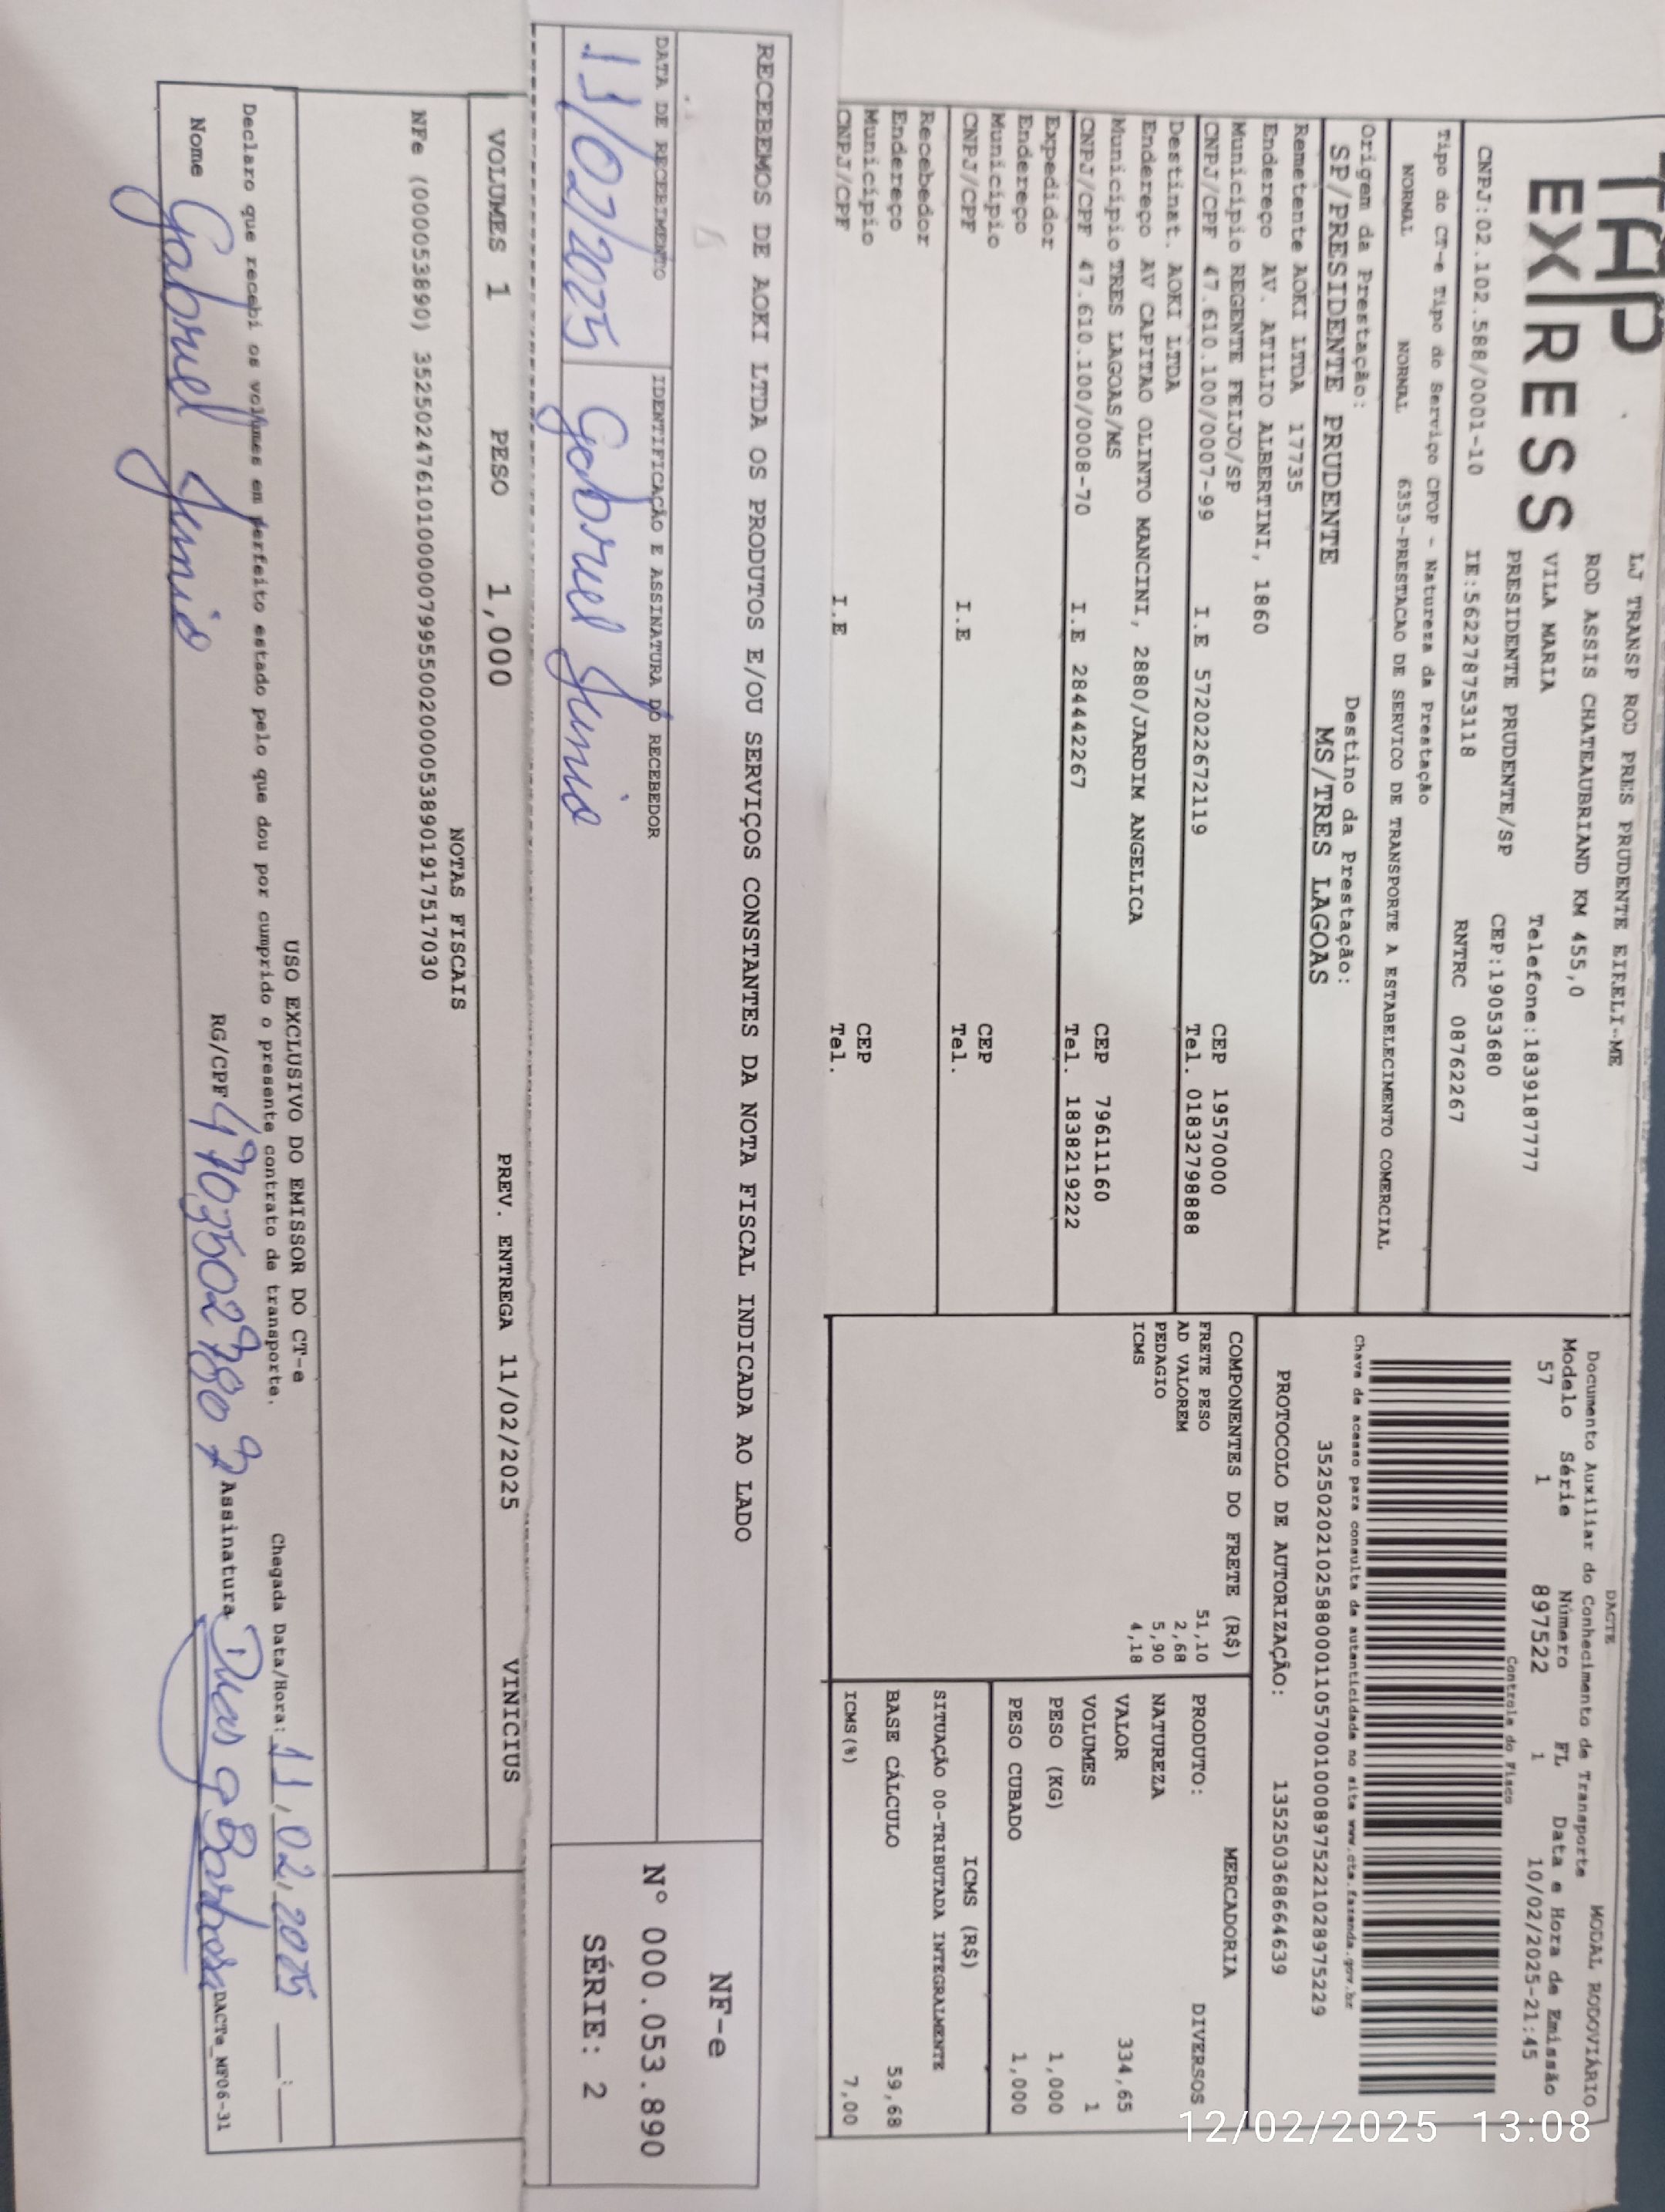 TAP
EXPRESS
LJ TRANSP ROD PRES PRUDENTE EIRELI-ME
ROD ASSIS CHATEAUBRIAND KM 455,0
VILA MARIA Telefone:1839187777
PRESIDENTE PRUDENTE/SP CEP:19053680
CNPJ:02.102.588/0001-10 IE:562278753118 RNTRC 08762267
Tipo do CT-e Tipo do Serviço CFOP - Natureza da Prestação
NORMAL NORMAL 6353-PRESTACAO DE SERVICO DE TRANSPORTE A ESTABELECIMENTO COMERCIAL
Origem da Prestação: Destino da Prestação:
SP/PRESIDENTE PRUDENTE MS/TRES LAGOAS
Remetente AOKI LTDA 17735
Endereço AV. ATILIO ALBERTINI, 1860
Município REGENTE FEIJO/SP CEP 19570000
CNPJ/CPF 47.610.100/0007-99 I.E 572022672119 Tel. 01832798888
Destinat. AOKI LTDA
Endereço AV CAPITAO OLINTO MANCINI, 2880/JARDIM ANGELICA
Município TRES LAGOAS/MS CEP 79611160
CNPJ/CPF 47.610.100/0008-70 I.E 284442267 Tel. 1838219222
Expedidor
Endereço
Município CEP
CNPJ/CPF I.E Tel.
Recebedor
Endereço
Município CEP
CNPJ/CPF I.E Tel.
DACTE MODAL RODOVIÁRIO
Documento Auxiliar do Conhecimento de Transporte
Modelo Série Número FL Data e Hora de Emissão
57 1 897522 1 10/02/2025-21:45
Controle do Fisco
Chave de acesso para consulta de autenticidade no site www.cte.fazenda.gov.br
35250202102588000110570010008975221028975229
PROTOCOLO DE AUTORIZAÇÃO: 135250368664639
COMPONENTES DO FRETE (R$)
FRETE PESO 51,10
AD VALOREM 2,68
PEDAGIO 5,90
ICMS 4,18
MERCADORIA
PRODUTO: DIVERSOS
NATUREZA
VALOR 334,65
VOLUMES 1
PESO (KG) 1,000
PESO CUBADO 1,000
ICMS (R$)
SITUAÇÃO 00-TRIBUTADA INTEGRALMENTE
BASE CÁLCULO 59,68
ICMS(%) 7,00
RECEBEMOS DE AOKI LTDA OS PRODUTOS E/OU SERVIÇOS CONSTANTES DA NOTA FISCAL INDICADA AO LADO
DATA DE RECEBIMENTO IDENTIFICAÇÃO E ASSINATURA DO RECEBEDOR
11/02/2025 Gabriel Junio
NF-e
N° 000.053.890
SÉRIE: 2
VOLUMES 1 PESO 1,000 PREV. ENTREGA 11/02/2025 VINICIUS
NOTAS FISCAIS
NFe (000053890) 35250247610100000799550020000538901917517030
USO EXCLUSIVO DO EMISSOR DO CT-e
Declaro que recebi os volumes em perfeito estado pelo que dou por cumprido o presente contrato de transporte.
Chegada Data/Hora: 11,02,2025 __:__
Nome Gabriel Junio RG/CPF Assinatura Barbosa
DACTe_MF06-31
12/02/2025 13:08